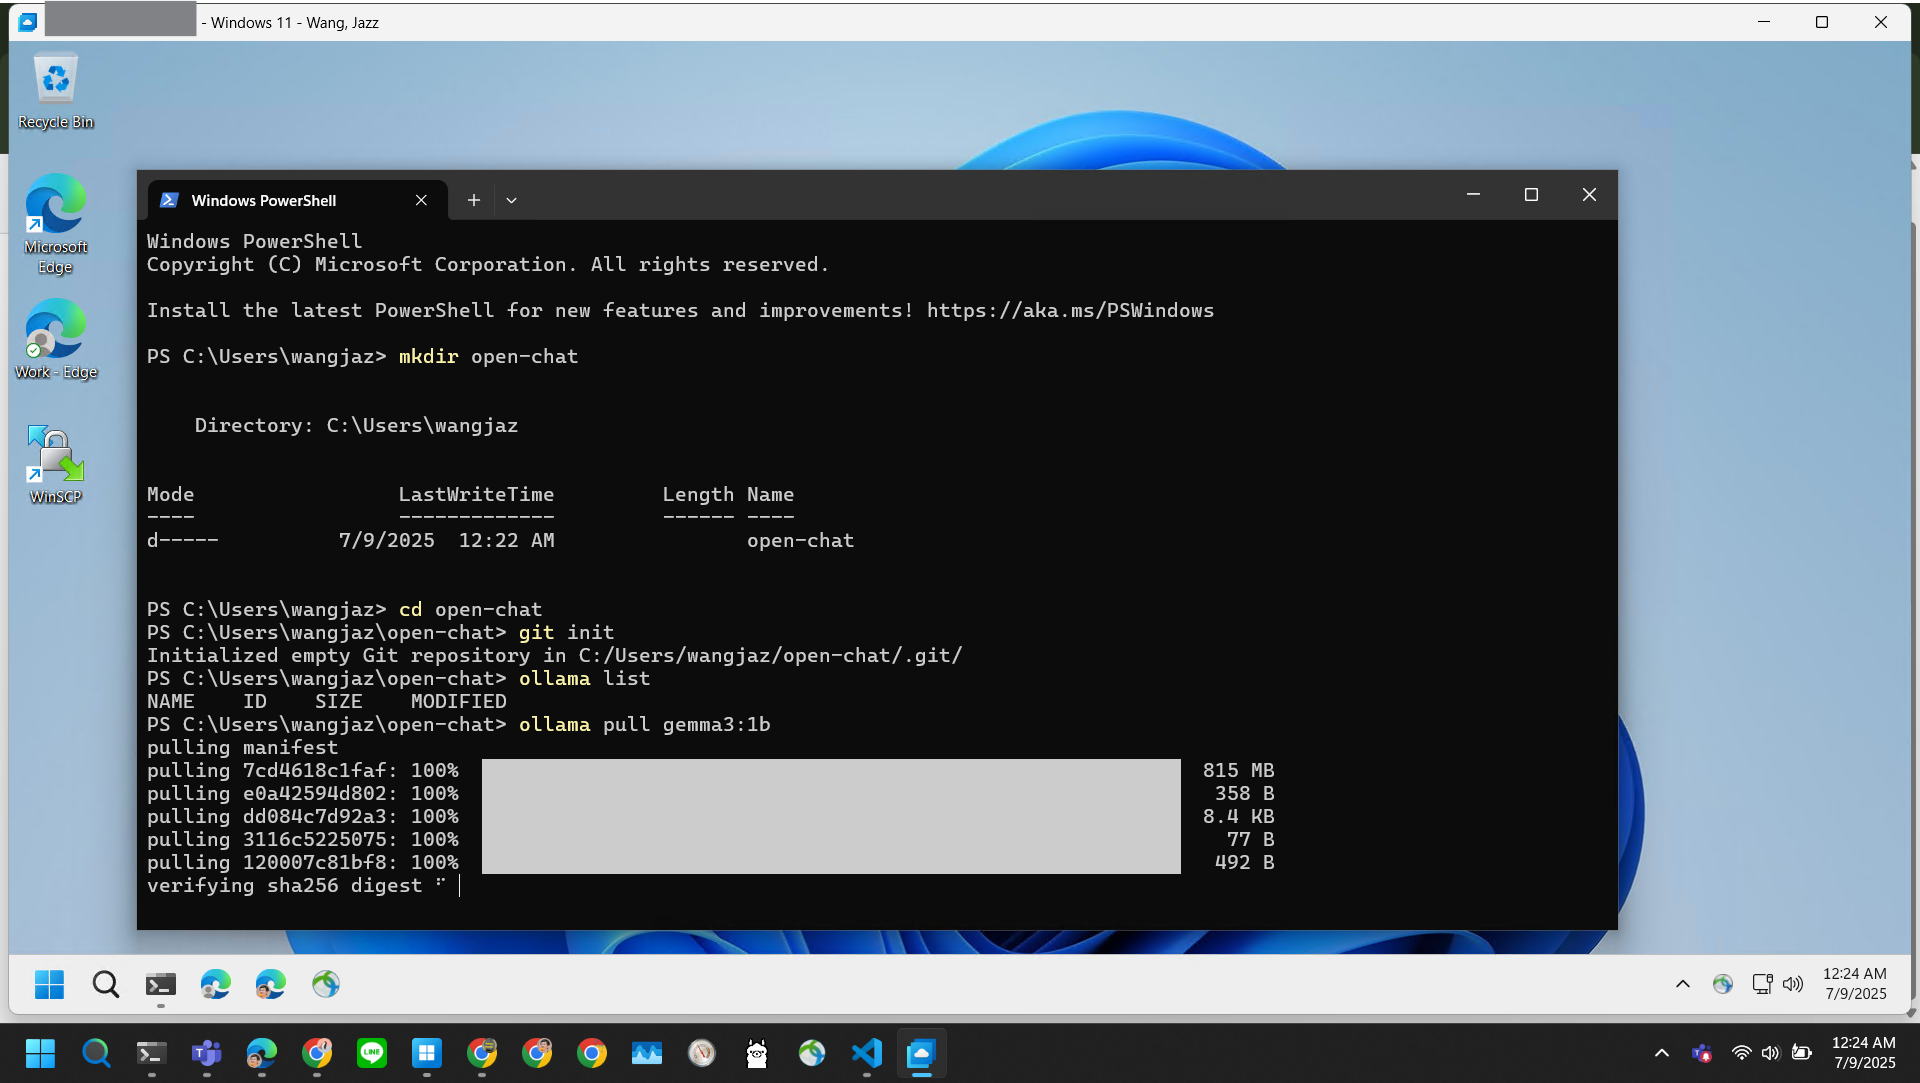 - Windows 11 - Wang, Jazz
Recycle Bin
Microsoft
Edge
Work - Edge
WinSCP
Windows PowerShell
Windows PowerShell
Copyright (C) Microsoft Corporation. All rights reserved.
Install the latest PowerShell for new features and improvements! https://aka.ms/PSWindows
PS C:\Users\wangjaz> mkdir open-chat
Directory: C:\Users\wangjaz
Mode                 LastWriteTime         Length Name
----                 -------------         ------ ----
d-----          7/9/2025  12:22 AM                open-chat
PS C:\Users\wangjaz> cd open-chat
PS C:\Users\wangjaz\open-chat> git init
Initialized empty Git repository in C:/Users/wangjaz/open-chat/.git/
PS C:\Users\wangjaz\open-chat> ollama list
NAME    ID    SIZE    MODIFIED
PS C:\Users\wangjaz\open-chat> ollama pull gemma3:1b
pulling manifest
pulling 7cd4618c1faf: 100% 815 MB
pulling e0a42594d802: 100% 358 B
pulling dd084c7d92a3: 100% 8.4 KB
pulling 3116c5225075: 100% 77 B
pulling 120007c81bf8: 100% 492 B
verifying sha256 digest
12:24 AM
7/9/2025
LINE
12:24 AM
7/9/2025